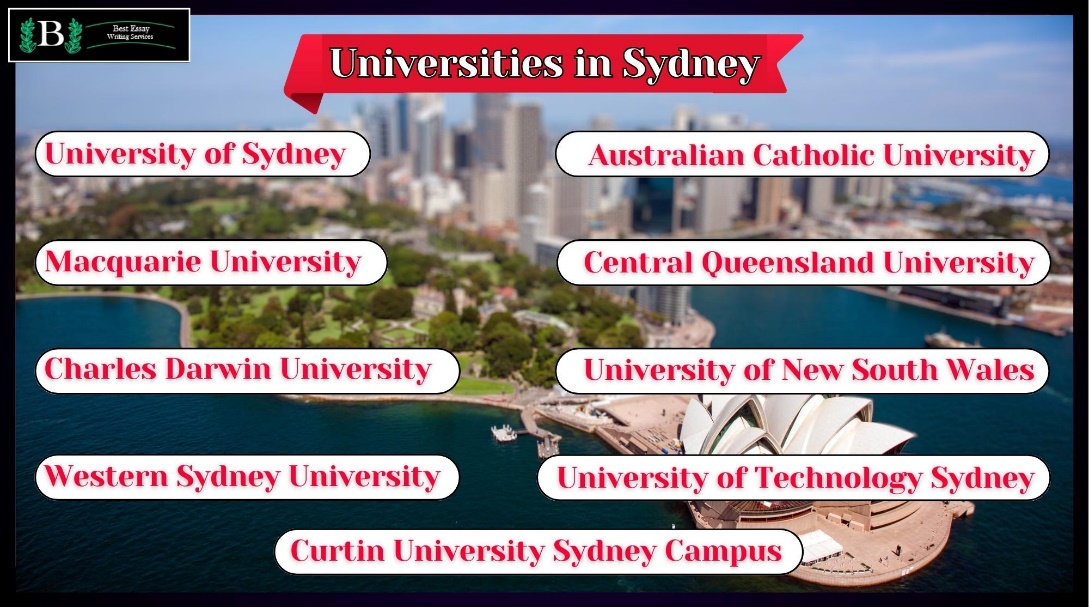 B
Best Essay
Writing Services
Universities in Sydney
University of Sydney
Australian Catholic University
Macquarie University
Central Queensland University
Charles Darwin University
University of New South Wales
Western Sydney University
University of Technology Sydney
Curtin University Sydney Campus